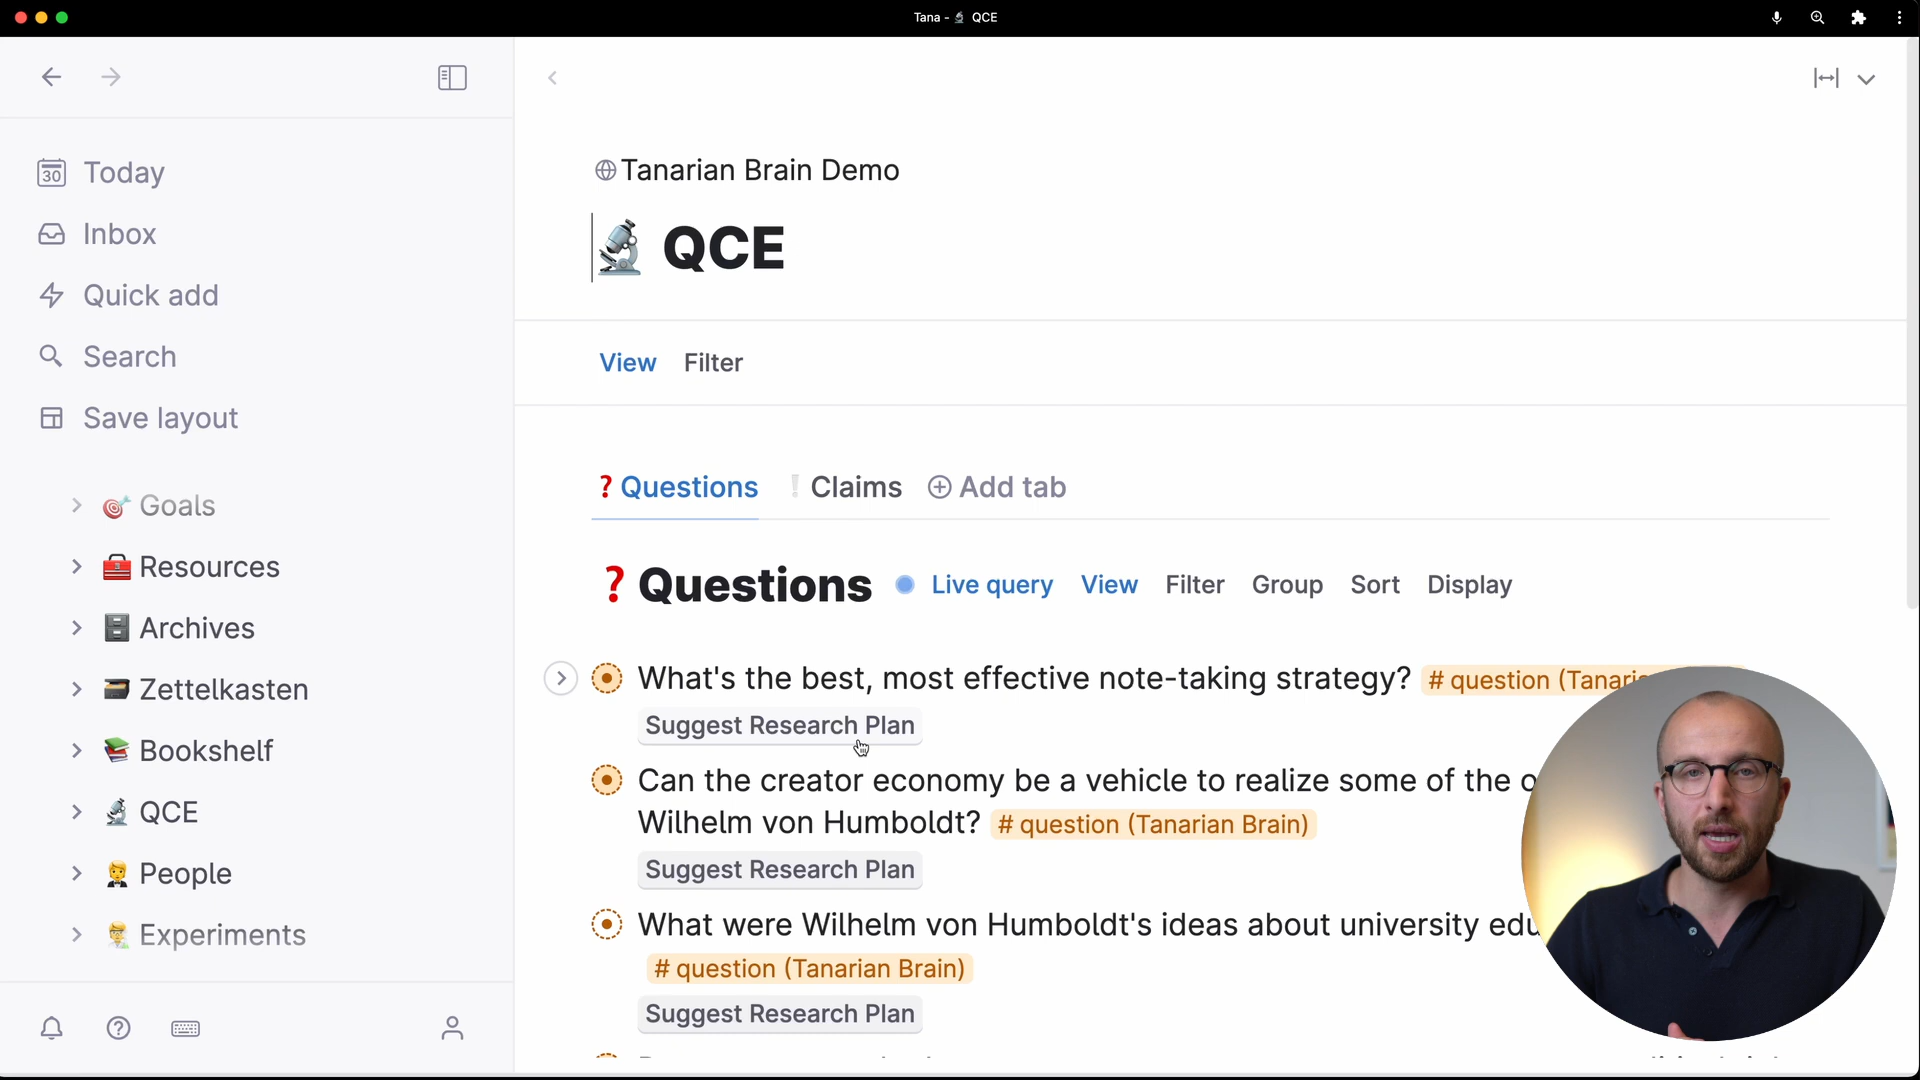 Tana - QCE
Today
Inbox
Quick add
Search
Save layout
Goals
Resources
Archives
Zettelkasten
Bookshelf
QCE
People
Experiments
Tanarian Brain Demo
QCE
View Filter
Questions Claims Add tab
Questions Live query View Filter Group Sort Display
What's the best, most effective note-taking strategy? # question
Suggest Research Plan
Can the creator economy be a vehicle to realize some of the
Wilhelm von Humboldt? # question (Tanarian Brain)
Suggest Research Plan
What were Wilhelm von Humboldt's ideas about university
# question (Tanarian Brain)
Suggest Research Plan